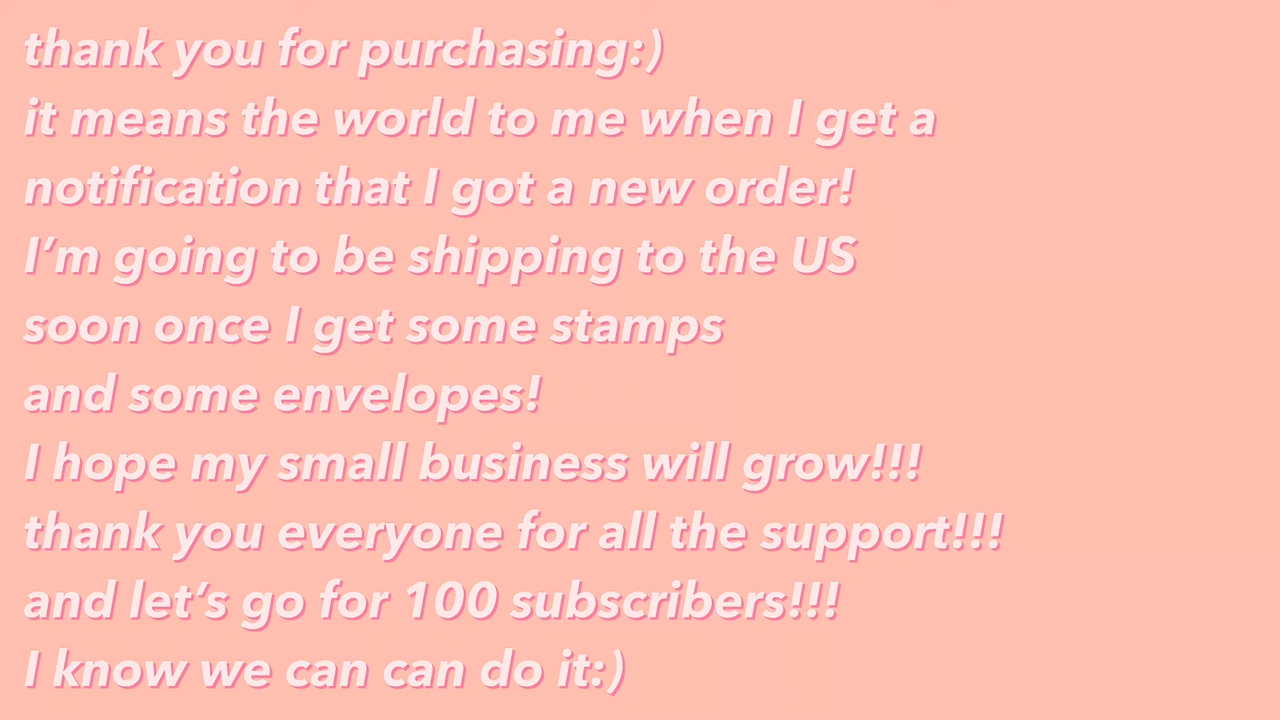 thank you for purchasing:)
it means the world to me when I get a
notification that I got a new order!
I’m going to be shipping to the US
soon once I get some stamps
and some envelopes!
I hope my small business will grow!!!
thank you everyone for all the support!!!
and let’s go for 100 subscribers!!!
I know we can can do it:)